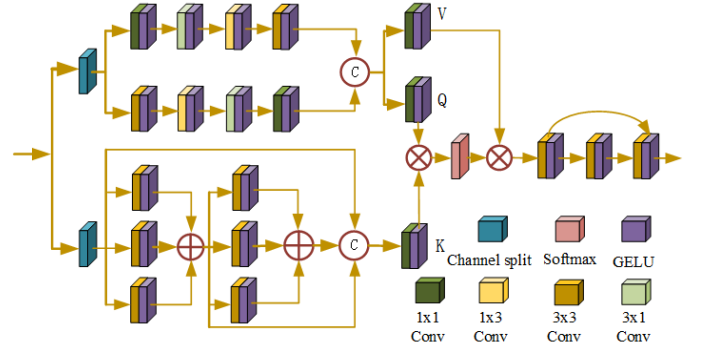 V
C
Q
C
K
Channel split
Softmax
GELU
1x1
Conv
1x3
Conv
3x3
Conv
3x1
Conv